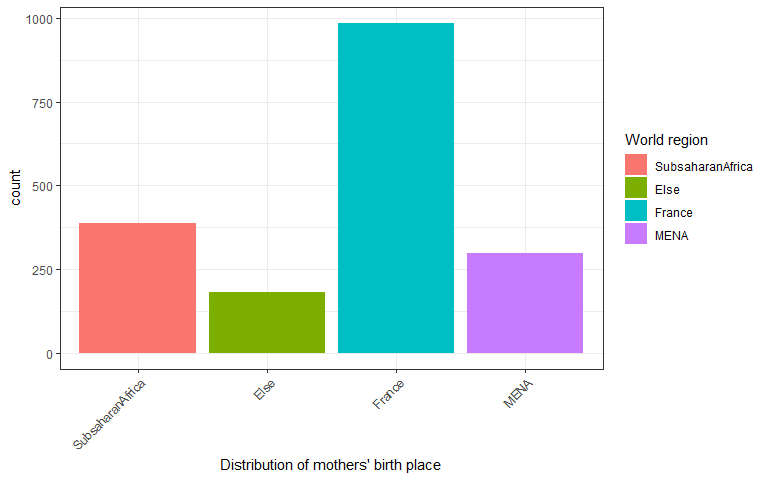 1000
750
500
250
0
count
SubsaharanAfrica
Else
France
MENA
Distribution of mothers' birth place
World region
SubsaharanAfrica
Else
France
MENA